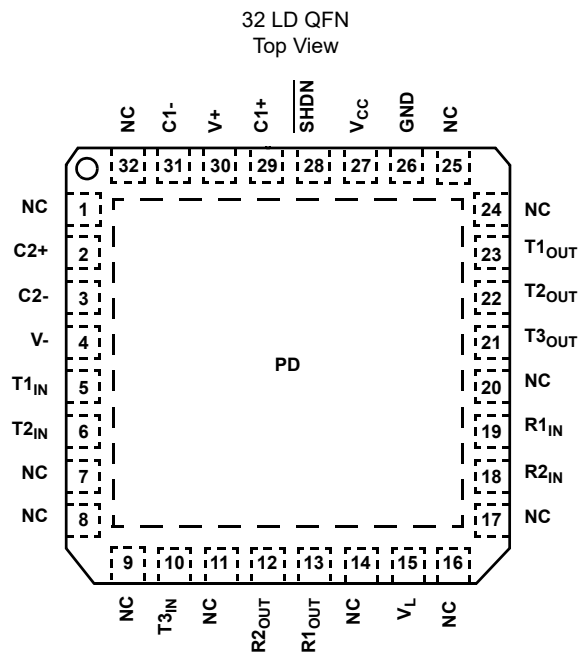 32 LD QFN
Top View
NC C1- V+ C1+ SHDN VCC GND NC
32 31 30 29 28 27 26 25
NC 1 24 NC
C2+ 2 23 T1OUT
C2- 3 22 T2OUT
V- 4 21 T3OUT
PD
T1IN 5 20 NC
T2IN 6 19 R1IN
NC 7 18 R2IN
NC 8 17 NC
9 10 11 12 13 14 15 16
NC T3IN NC R2OUT R1OUT NC VL NC